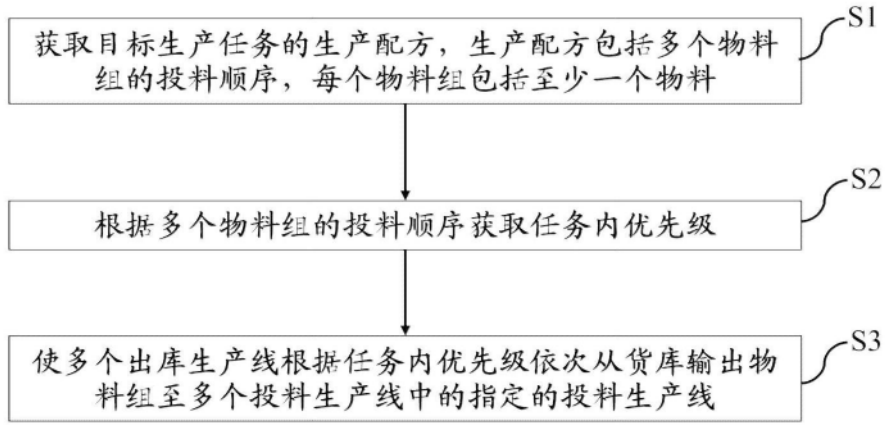 S1
获取目标生产任务的生产配方，生产配方包括多个物料
组的投料顺序，每个物料组包括至少一个物料
S2
根据多个物料组的投料顺序获取任务内优先级
S3
使多个出库生产线根据任务内优先级依次从货库输出物
料组至多个投料生产线中的指定的投料生产线